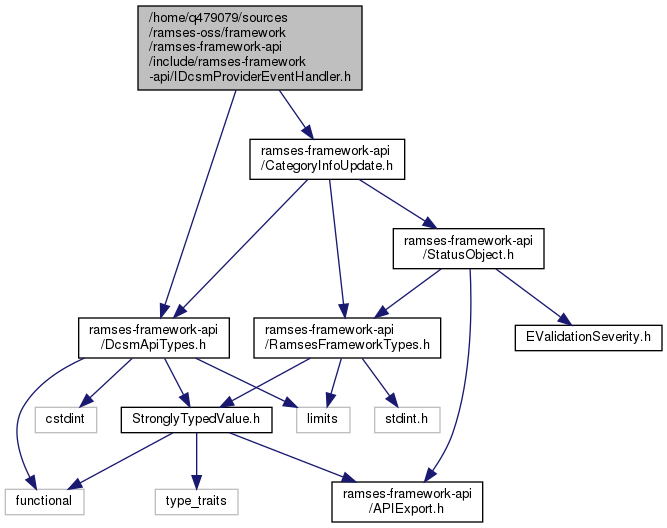 /home/q479079/sources
/ramses-oss/framework
/ramses-framework-api
/include/ramses-framework
-api/IDcsmProviderEventHandler.h
ramses-framework-api
/CategoryInfoUpdate.h
ramses-framework-api
/StatusObject.h
ramses-framework-api
/DcsmApiTypes.h
ramses-framework-api
/RamsesFrameworkTypes.h
EValidationSeverity.h
cstdint
StronglyTypedValue.h
limits
stdint.h
functional
type_traits
ramses-framework-api
/APIExport.h